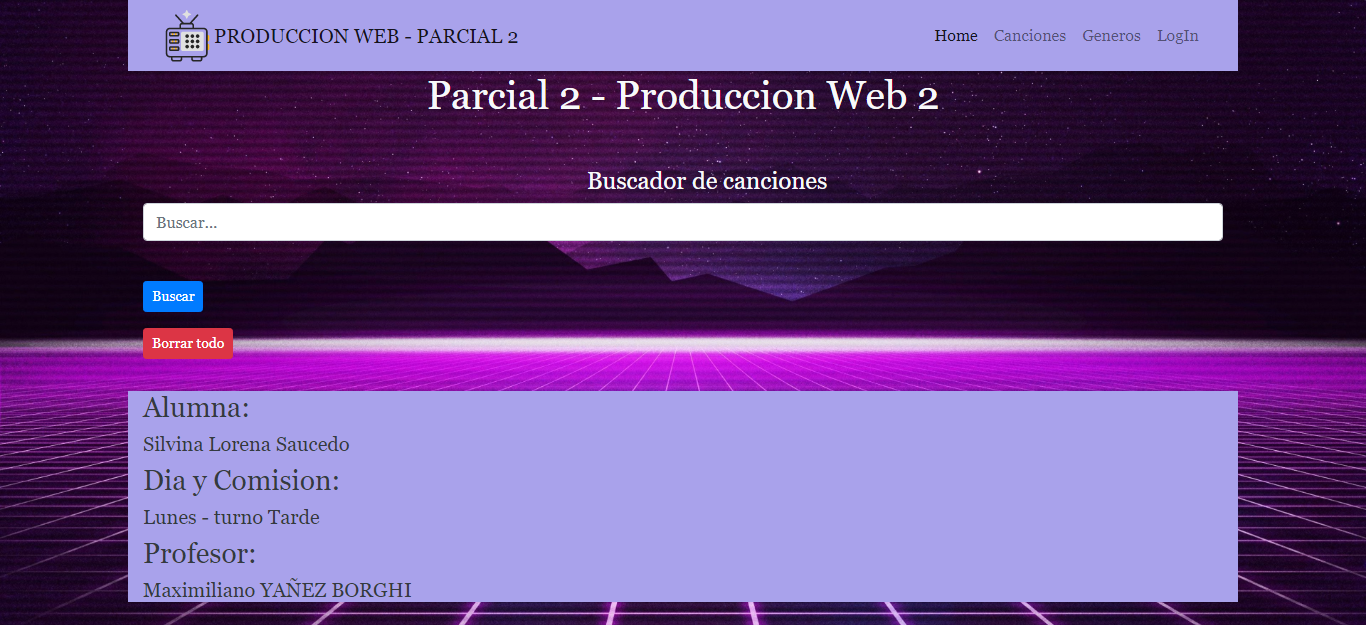 PRODUCCION WEB - PARCIAL 2
Home Canciones Generos LogIn
Parcial 2 - Produccion Web 2
Buscador de canciones
Buscar...
Buscar
Borrar todo
Alumna:
Silvina Lorena Saucedo
Dia y Comision:
Lunes - turno Tarde
Profesor:
Maximiliano YAÑEZ BORGHI